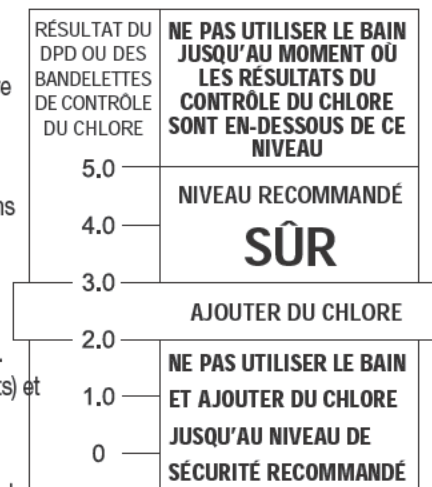 RÉSULTAT DU
DPD OU DES
BANDELETTES
DE CONTRÔLE
DU CHLORE
NE PAS UTILISER LE BAIN
JUSQU'AU MOMENT OÙ
LES RÉSULTATS DU
CONTRÔLE DU CHLORE
SONT EN-DESSOUS DE CE
NIVEAU
5.0
NIVEAU RECOMMANDÉ
4.0
SÛR
3.0
AJOUTER DU CHLORE
2.0
NE PAS UTILISER LE BAIN
1.0
ET AJOUTER DU CHLORE
JUSQU'AU NIVEAU DE
0
SÉCURITÉ RECOMMANDÉ
et